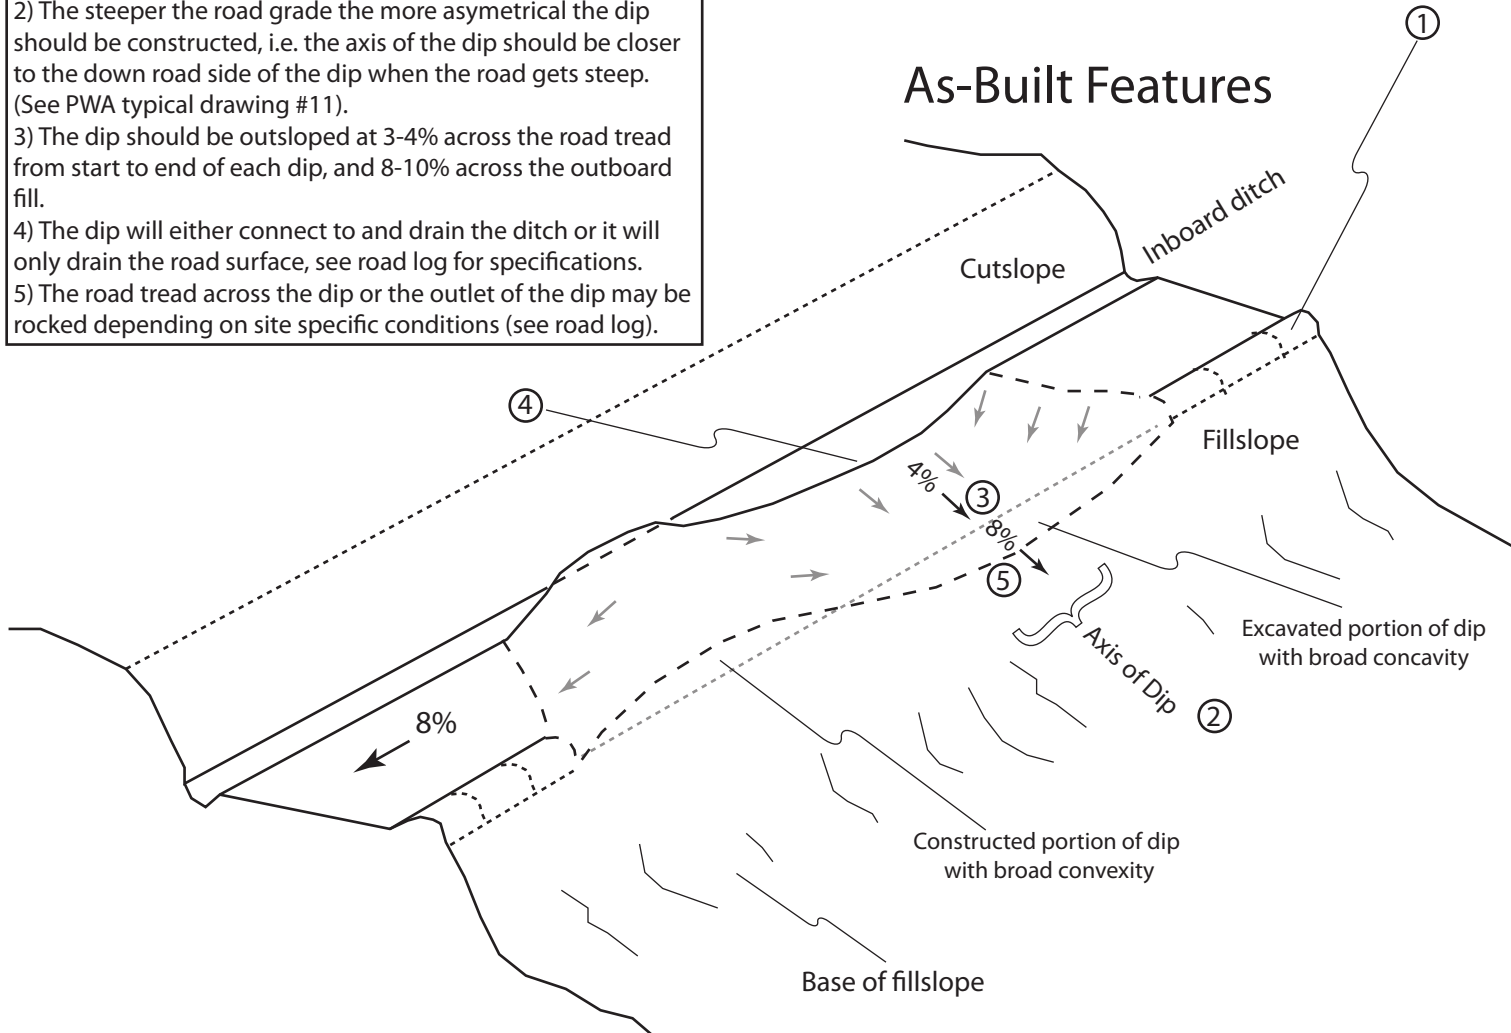 2) The steeper the road grade the more asymetrical the dip
should be constructed, i.e. the axis of the dip should be closer
to the down road side of the dip when the road gets steep.
(See PWA typical drawing #11).
3) The dip should be outsloped at 3-4% across the road tread
from start to end of each dip, and 8-10% across the outboard
fill.
4) The dip will either connect to and drain the ditch or it will
only drain the road surface, see road log for specifications.
5) The road tread across the dip or the outlet of the dip may be
rocked depending on site specific conditions (see road log).
As-Built Features
1
Inboard ditch
Cutslope
4
Fillslope
4%
3
8%
5
Excavated portion of dip
with broad concavity
Axis of Dip
2
8%
Constructed portion of dip
with broad convexity
Base of fillslope